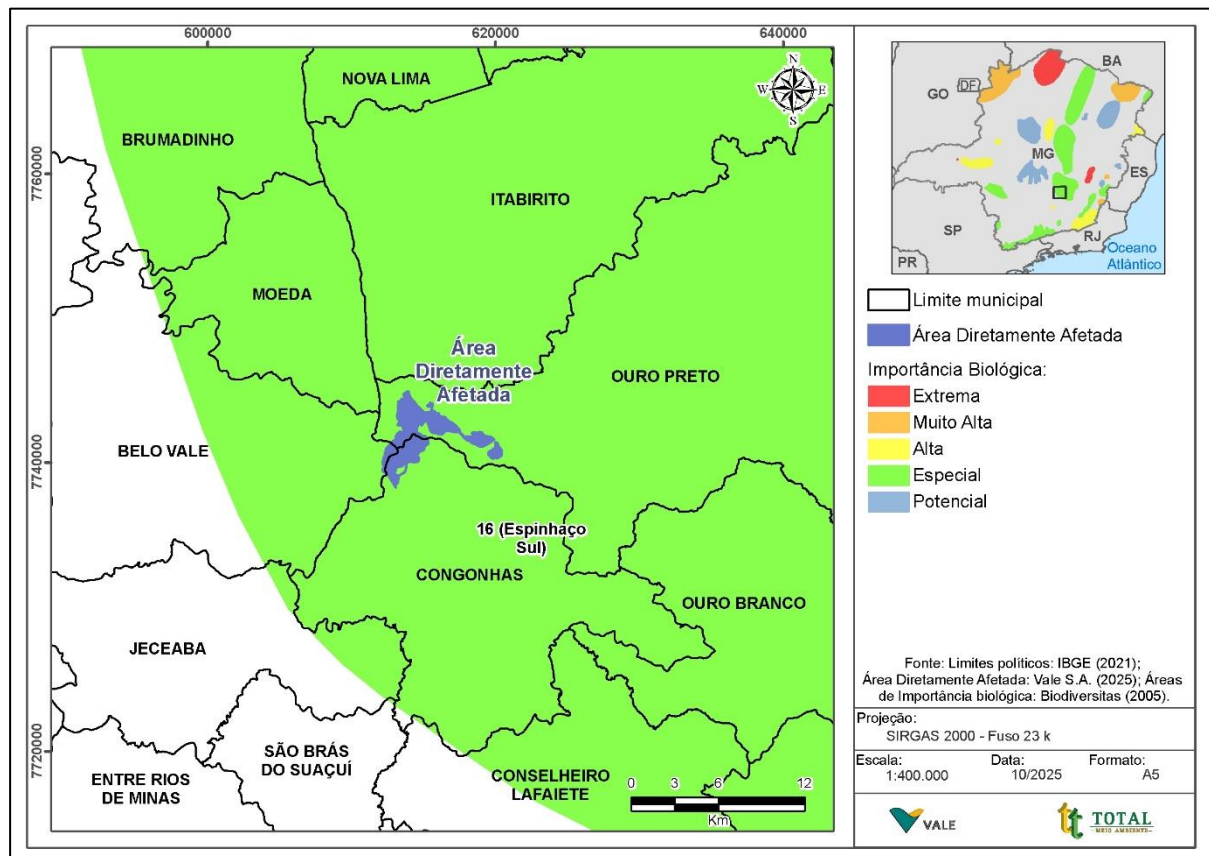 600000
620000
640000
7760000
7740000
7720000
N
W E
S
NOVA LIMA
BRUMADINHO
ITABIRITO
MOEDA
Área
Diretamente
Afetada
OURO PRETO
BELO VALE
16 (Espinhaço
Sul)
CONGONHAS
OURO BRANCO
JECEABA
SÃO BRÁS
DO SUAÇUÍ
ENTRE RIOS
DE MINAS
CONSELHEIRO
LAFAIETE
0 3 6 12
Km
BA
GO
DF
MG
ES
SP
RJ
PR
Oceano
Atlântico
Limite municipal
Área Diretamente Afetada
Importância Biológica:
Extrema
Muito Alta
Alta
Especial
Potencial
Fonte: Limites políticos: IBGE (2021);
Área Diretamente Afetada: Vale S.A. (2025); Áreas
de Importância biológica: Biodiversitas (2005).
Projeção:
SIRGAS 2000 - Fuso 23 k
Escala: Data: Formato:
1:400.000 10/2025 A5
VALE
TOTAL
MEIO AMBIENTE